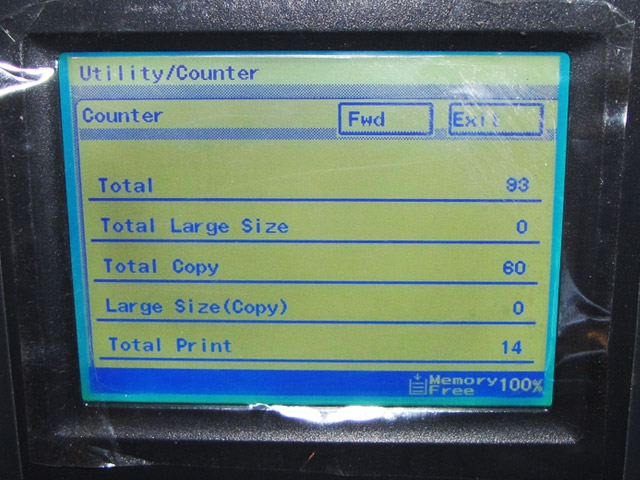 Utility/Counter
Counter Fwd Exit
Total 93
Total Large Size 0
Total Copy 60
Large Size(Copy) 0
Total Print 14
Memory Free 100%